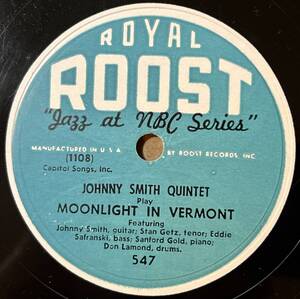 ROYAL
ROOST
"Jazz at NBC Series"
MANUFACTURED IN U S A
BY ROOST RECORDS, INC.
(1108)
Capitol Songs, Inc.
JOHNNY SMITH QUINTET
Play
MOONLIGHT IN VERMONT
Featuring
Johnny Smith, guitar; Stan Getz, tenor; Eddie
Safranski, bass; Sanford Gold, piano;
Don Lamond, drums.
547